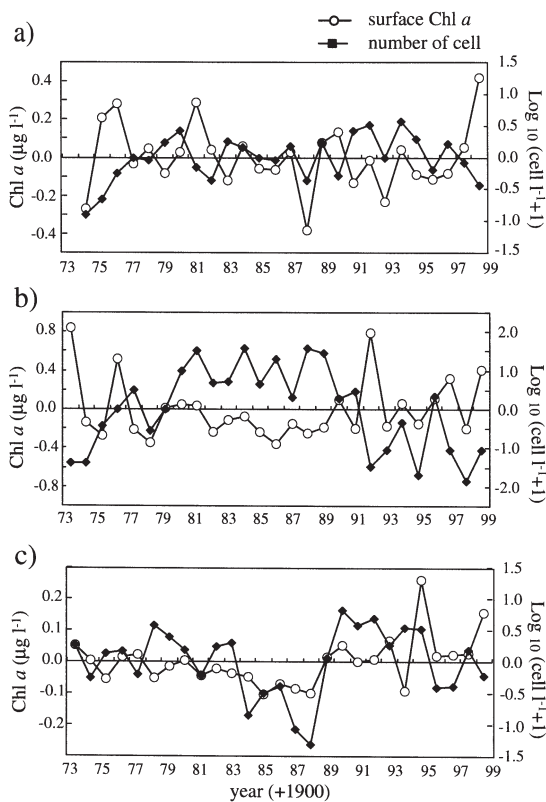 surface Chl a
number of cell
a)
Chl a (μg l-1)
0.4
0.2
0.0
-0.2
-0.4
1.5
1.0
0.5
0.0
-0.5
-1.0
-1.5
Log 10 (cell l-1+1)
73 75 76 77 79 81 82 83 85 86 87 89 91 92 93 95 96 97 99
b)
Chl a (μg l-1)
0.8
0.4
0.0
-0.4
-0.8
2.0
1.0
0.0
-1.0
-2.0
Log 10 (cell l-1+1)
73 75 77 79 81 83 85 87 89 91 93 95 97 99
c)
Chl a (μg l-1)
0.2
0.1
0.0
-0.1
-0.2
1.5
1.0
0.5
0.0
-0.5
-1.0
-1.5
Log 10 (cell l-1+1)
73 75 77 79 81 83 85 87 89 91 93 95 97 99
year (+1900)